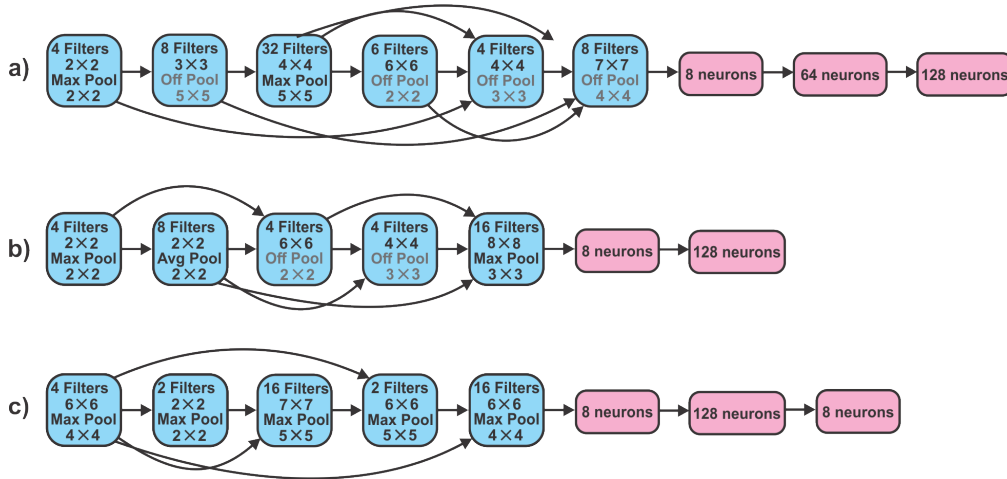 a)
4 Filters
2×2
Max Pool
2×2
8 Filters
3×3
Off Pool
5×5
32 Filters
4×4
Max Pool
5×5
6 Filters
6×6
Off Pool
2×2
4 Filters
4×4
Off Pool
3×3
8 Filters
7×7
Off Pool
4×4
8 neurons
64 neurons
128 neurons
b)
4 Filters
2×2
Max Pool
2×2
8 Filters
2×2
Avg Pool
2×2
4 Filters
6×6
Off Pool
2×2
4 Filters
4×4
Off Pool
3×3
16 Filters
8×8
Max Pool
3×3
8 neurons
128 neurons
c)
4 Filters
6×6
Max Pool
4×4
2 Filters
2×2
Max Pool
2×2
16 Filters
7×7
Max Pool
5×5
2 Filters
6×6
Max Pool
5×5
16 Filters
6×6
Max Pool
4×4
8 neurons
128 neurons
8 neurons